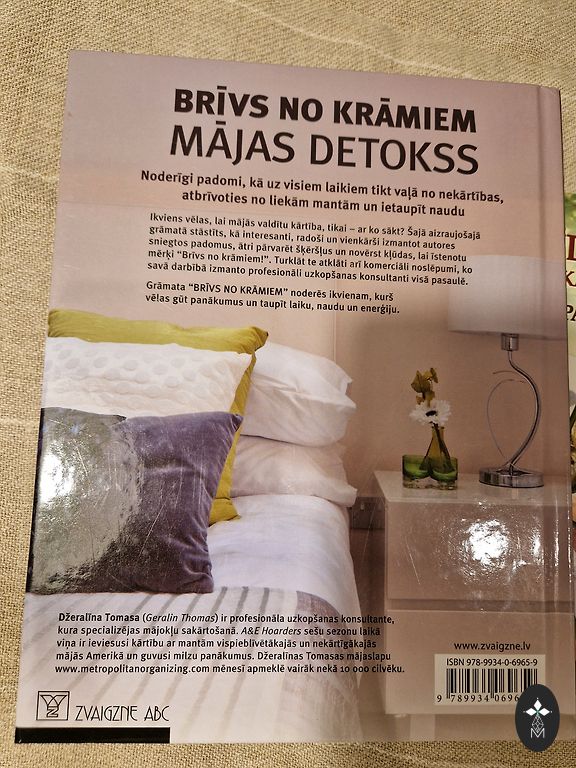 BRĪVS NO KRĀMIEM
MĀJAS DETOKSS
Noderīgi padomi, kā uz visiem laikiem tikt vaļā no nekārtības,
atbrīvoties no liekām mantām un ietaupīt naudu
Ikviens vēlas, lai mājās valdītu kārtība, tikai – ar ko sākt? Šajā aizraujošajā
grāmatā stāstīts, kā interesanti, radoši un vienkārši izmantot autores
sniegtos padomus, ātri pārvarēt šķēršļus un novērst kļūdas, lai īstenotu
mērķi "Brīvs no krāmiem!". Turklāt te atklāti arī komerciāli noslēpumi, ko
savā darbībā izmanto profesionāli uzkopšanas konsultanti visā pasaulē.
Grāmata "BRĪVS NO KRĀMIEM" noderēs ikvienam, kurš
vēlas gūt panākumus un taupīt laiku, naudu un enerģiju.
Džeralīna Tomasa (Geralin Thomas) ir profesionāla uzkopšanas konsultante,
kura specializējas mājokļu sakārtošanā. A&E Hoarders sešu sezonu laikā
viņa ir ieviesusi kārtību ar mantām vispieblīvētākajās un nekārtīgākajās
mājās Amerikā un guvusi milzu panākumus. Džeralīnas Tomasas mājaslapu
www.metropolitanorganizing.com mēnesī apmeklē vairāk nekā 10 000 cilvēku.
www.zvaigzne.lv
ISBN 978-9934-0-6965-9
ZVAIGZNE ABC